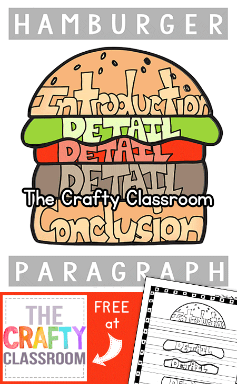 HAMBURGER
Introduction
DETAIL
DETAIL
DETAIL
The Crafty Classroom
Conclusion
PARAGRAPH
THE
CRAFTY
CLASSROOM
FREE
at